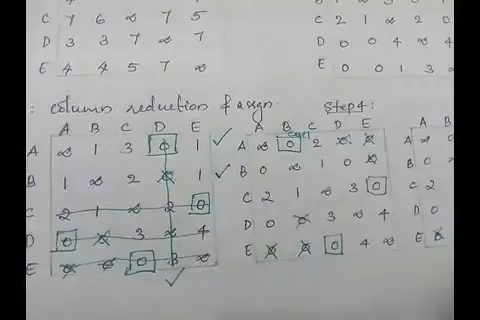 C 7 6 ∞ 7 5
D 3 3 7 ∞ 7
E 4 4 5 7 ∞
C 2 1 ∞ 2 0
D 0 0 4 ∞ 4
E 0 0 1 3 ∞
: column reduction & assign.
A B C D E
A ∞ 1 3 0 1 ✓
B 1 ∞ 2 0 1 ✓
C 2 1 ∞ 2 0
D 0 0 3 ∞ 4
E 0 0 0 3 ∞
✓
Step 4:
A B C D E
A ∞ 0 2 0 0
B 0 ∞ 1 0 0
C 2 1 ∞ 3 0
D 0 0 3 ∞ 4
E 0 0 0 4 ∞
A B
A ∞ 0
B 0 ∞
C 2
D 0
E 0